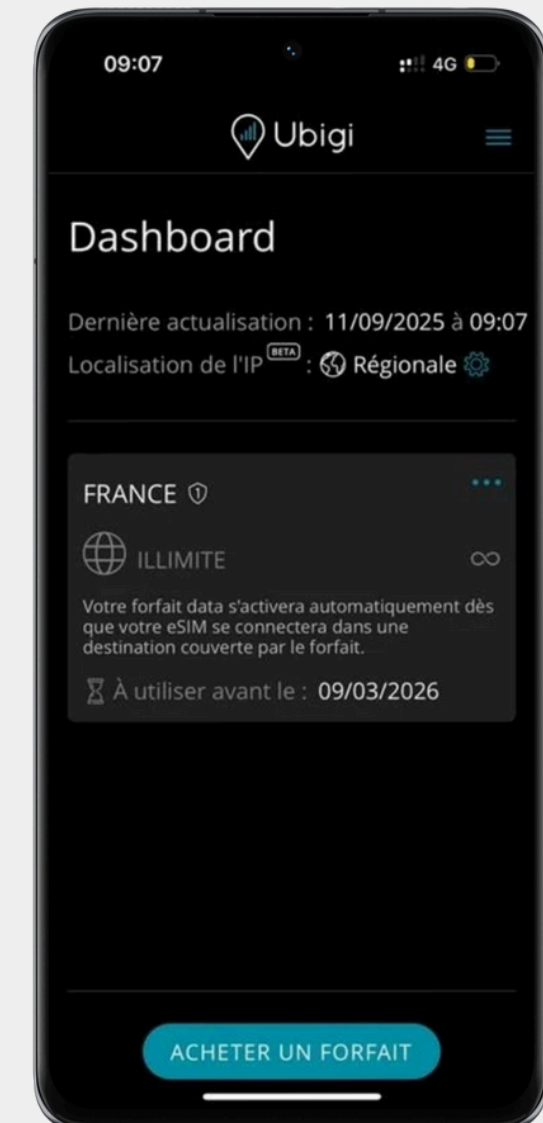 09:07
4G
Ubigi
Dashboard
Dernière actualisation : 11/09/2025 à 09:07
Localisation de l'IP BETA : Régionale
FRANCE 1
ILLIMITE
Votre forfait data s'activera automatiquement dès
que votre eSIM se connectera dans une
destination couverte par le forfait.
À utiliser avant le : 09/03/2026
ACHETER UN FORFAIT